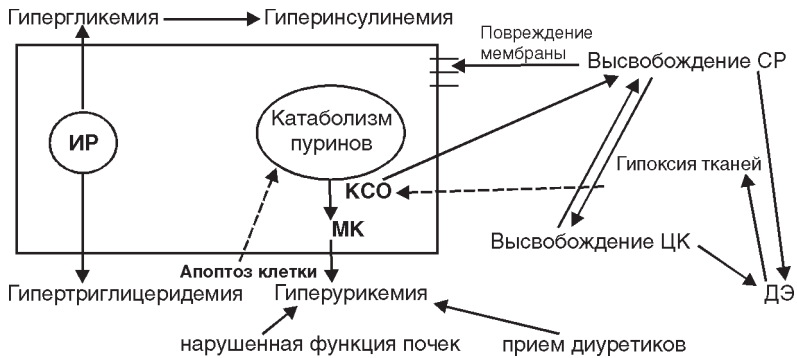 Гипергликемия
Гиперинсулинемия
Повреждение
мембраны
Высвобождение СР
ИР
Катаболизм
пуринов
Гипоксия тканей
КСО
МК
Высвобождение ЦК
Апоптоз клетки
Гипертриглицеридемия
Гиперурикемия
ДЭ
нарушенная функция почек
прием диуретиков